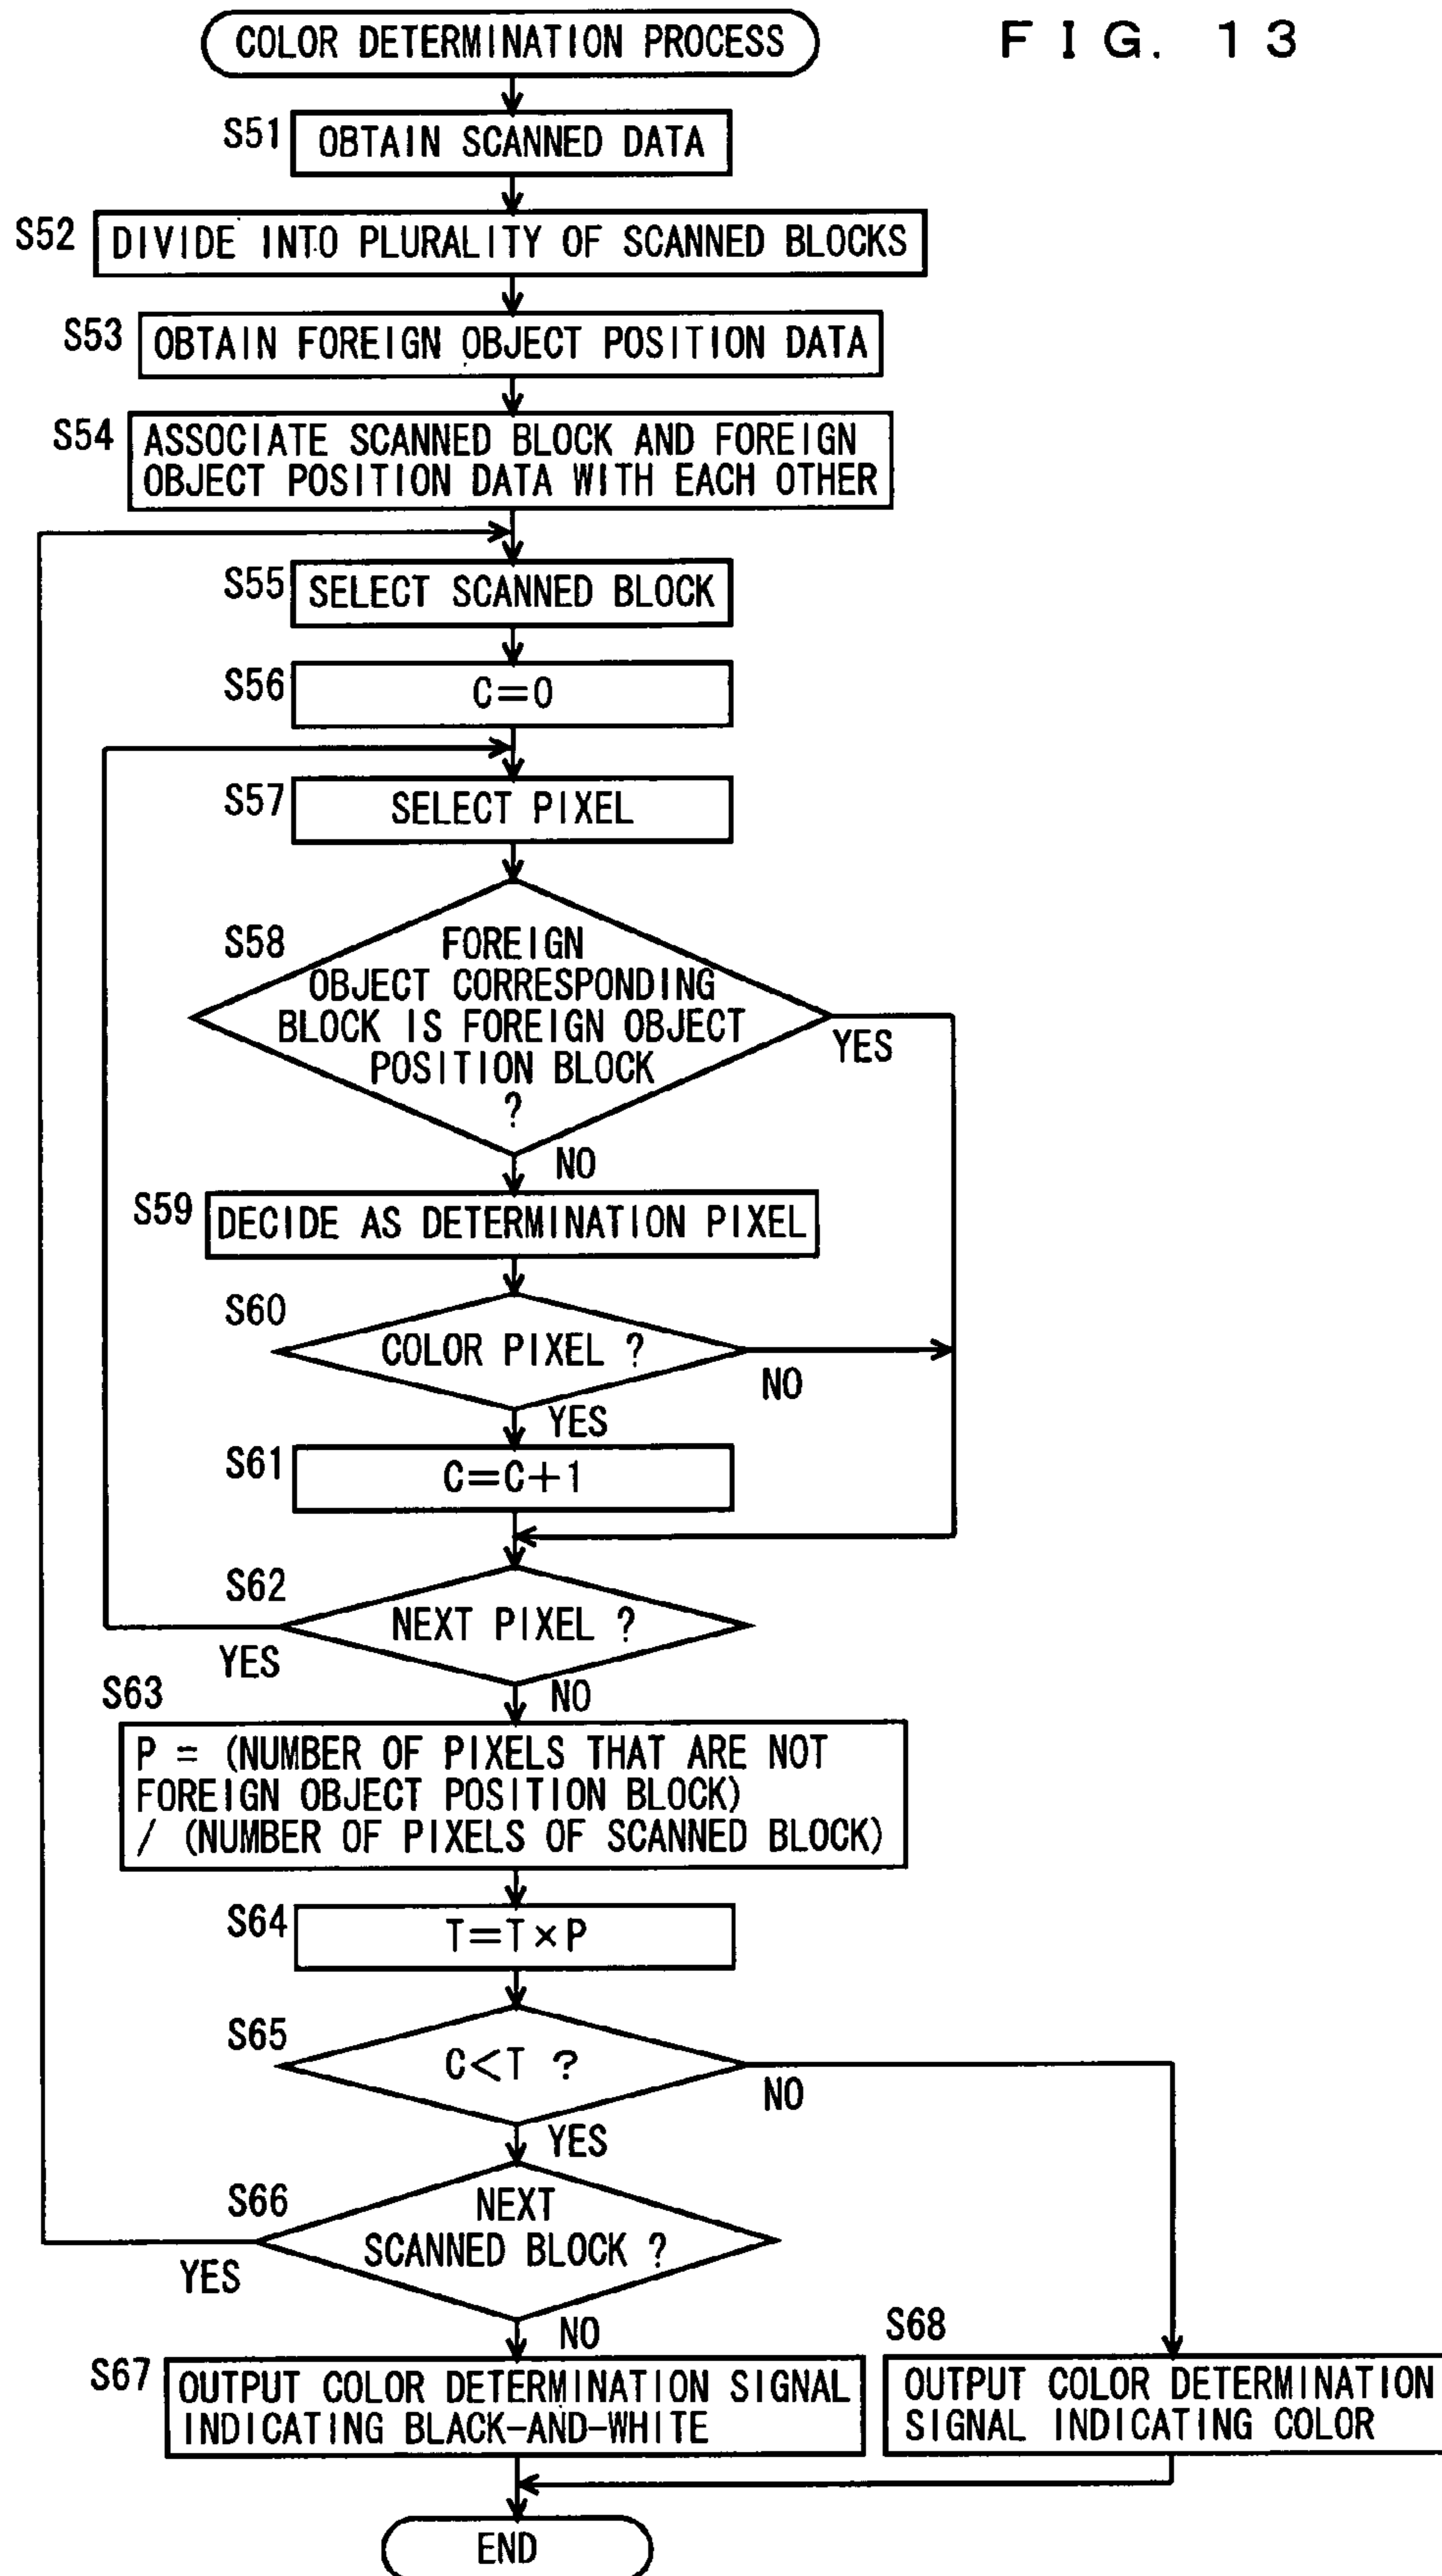 COLOR DETERMINATION PROCESS
FIG. 13
S51
OBTAIN SCANNED DATA
S52
DIVIDE INTO PLURALITY OF SCANNED BLOCKS
S53
OBTAIN FOREIGN OBJECT POSITION DATA
S54
ASSOCIATE SCANNED BLOCK AND FOREIGN
OBJECT POSITION DATA WITH EACH OTHER
S55
SELECT SCANNED BLOCK
S56
C=0
S57
SELECT PIXEL
S58
FOREIGN
OBJECT CORRESPONDING
BLOCK IS FOREIGN OBJECT
POSITION BLOCK
?
YES
NO
S59
DECIDE AS DETERMINATION PIXEL
S60
COLOR PIXEL ?
NO
YES
S61
C=C+1
S62
NEXT PIXEL ?
YES
NO
S63
P = (NUMBER OF PIXELS THAT ARE NOT
FOREIGN OBJECT POSITION BLOCK)
/ (NUMBER OF PIXELS OF SCANNED BLOCK)
S64
T=T×P
S65
C<T ?
NO
YES
S66
NEXT
SCANNED BLOCK ?
YES
NO
S67
OUTPUT COLOR DETERMINATION SIGNAL
INDICATING BLACK-AND-WHITE
S68
OUTPUT COLOR DETERMINATION
SIGNAL INDICATING COLOR
END